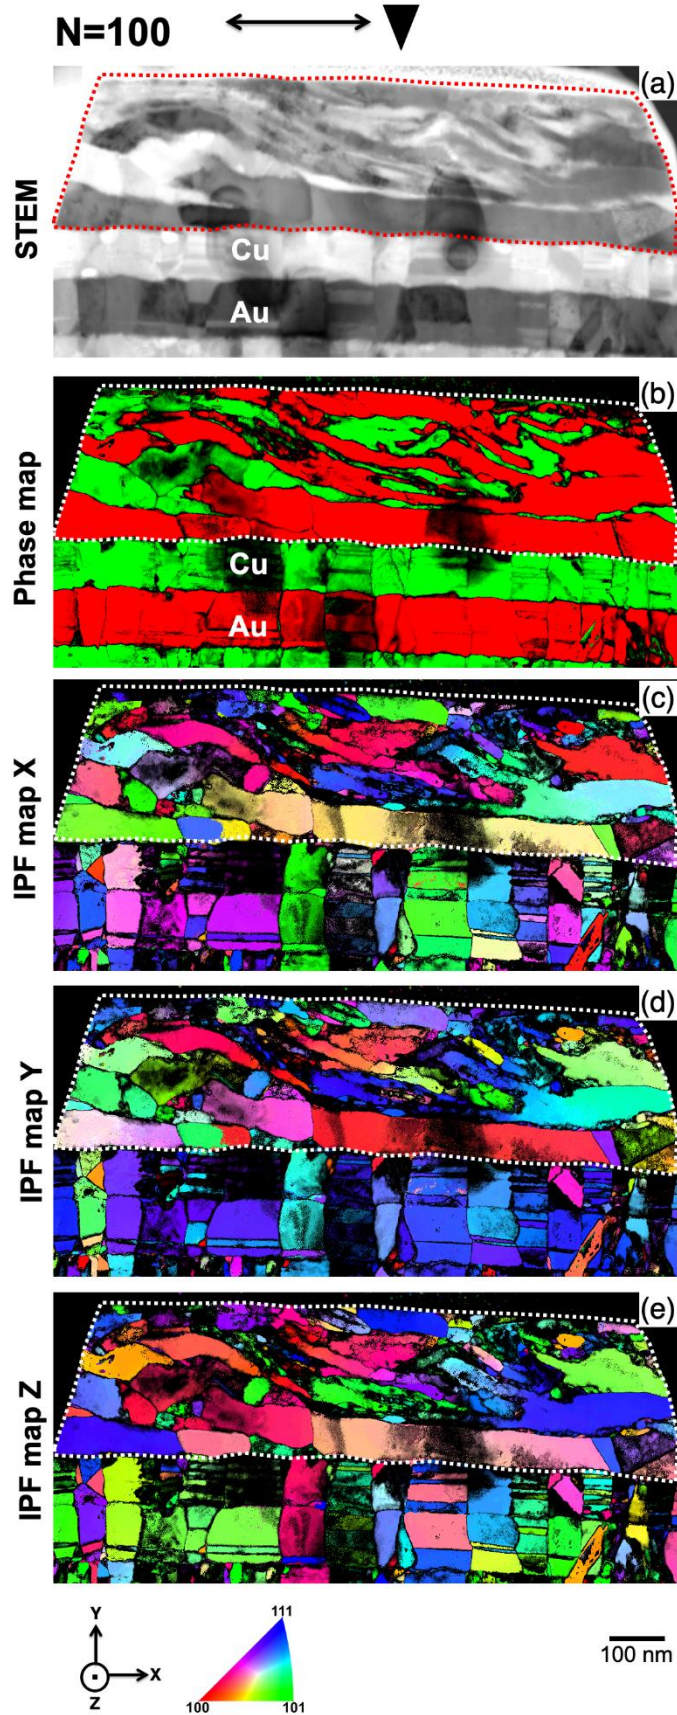 N=100
(a)
STEM
Cu
Au
(b)
Phase map
Cu
Au
(c)
IPF map X
(d)
IPF map Y
(e)
IPF map Z
Y
X
Z
111
100
101
100 nm